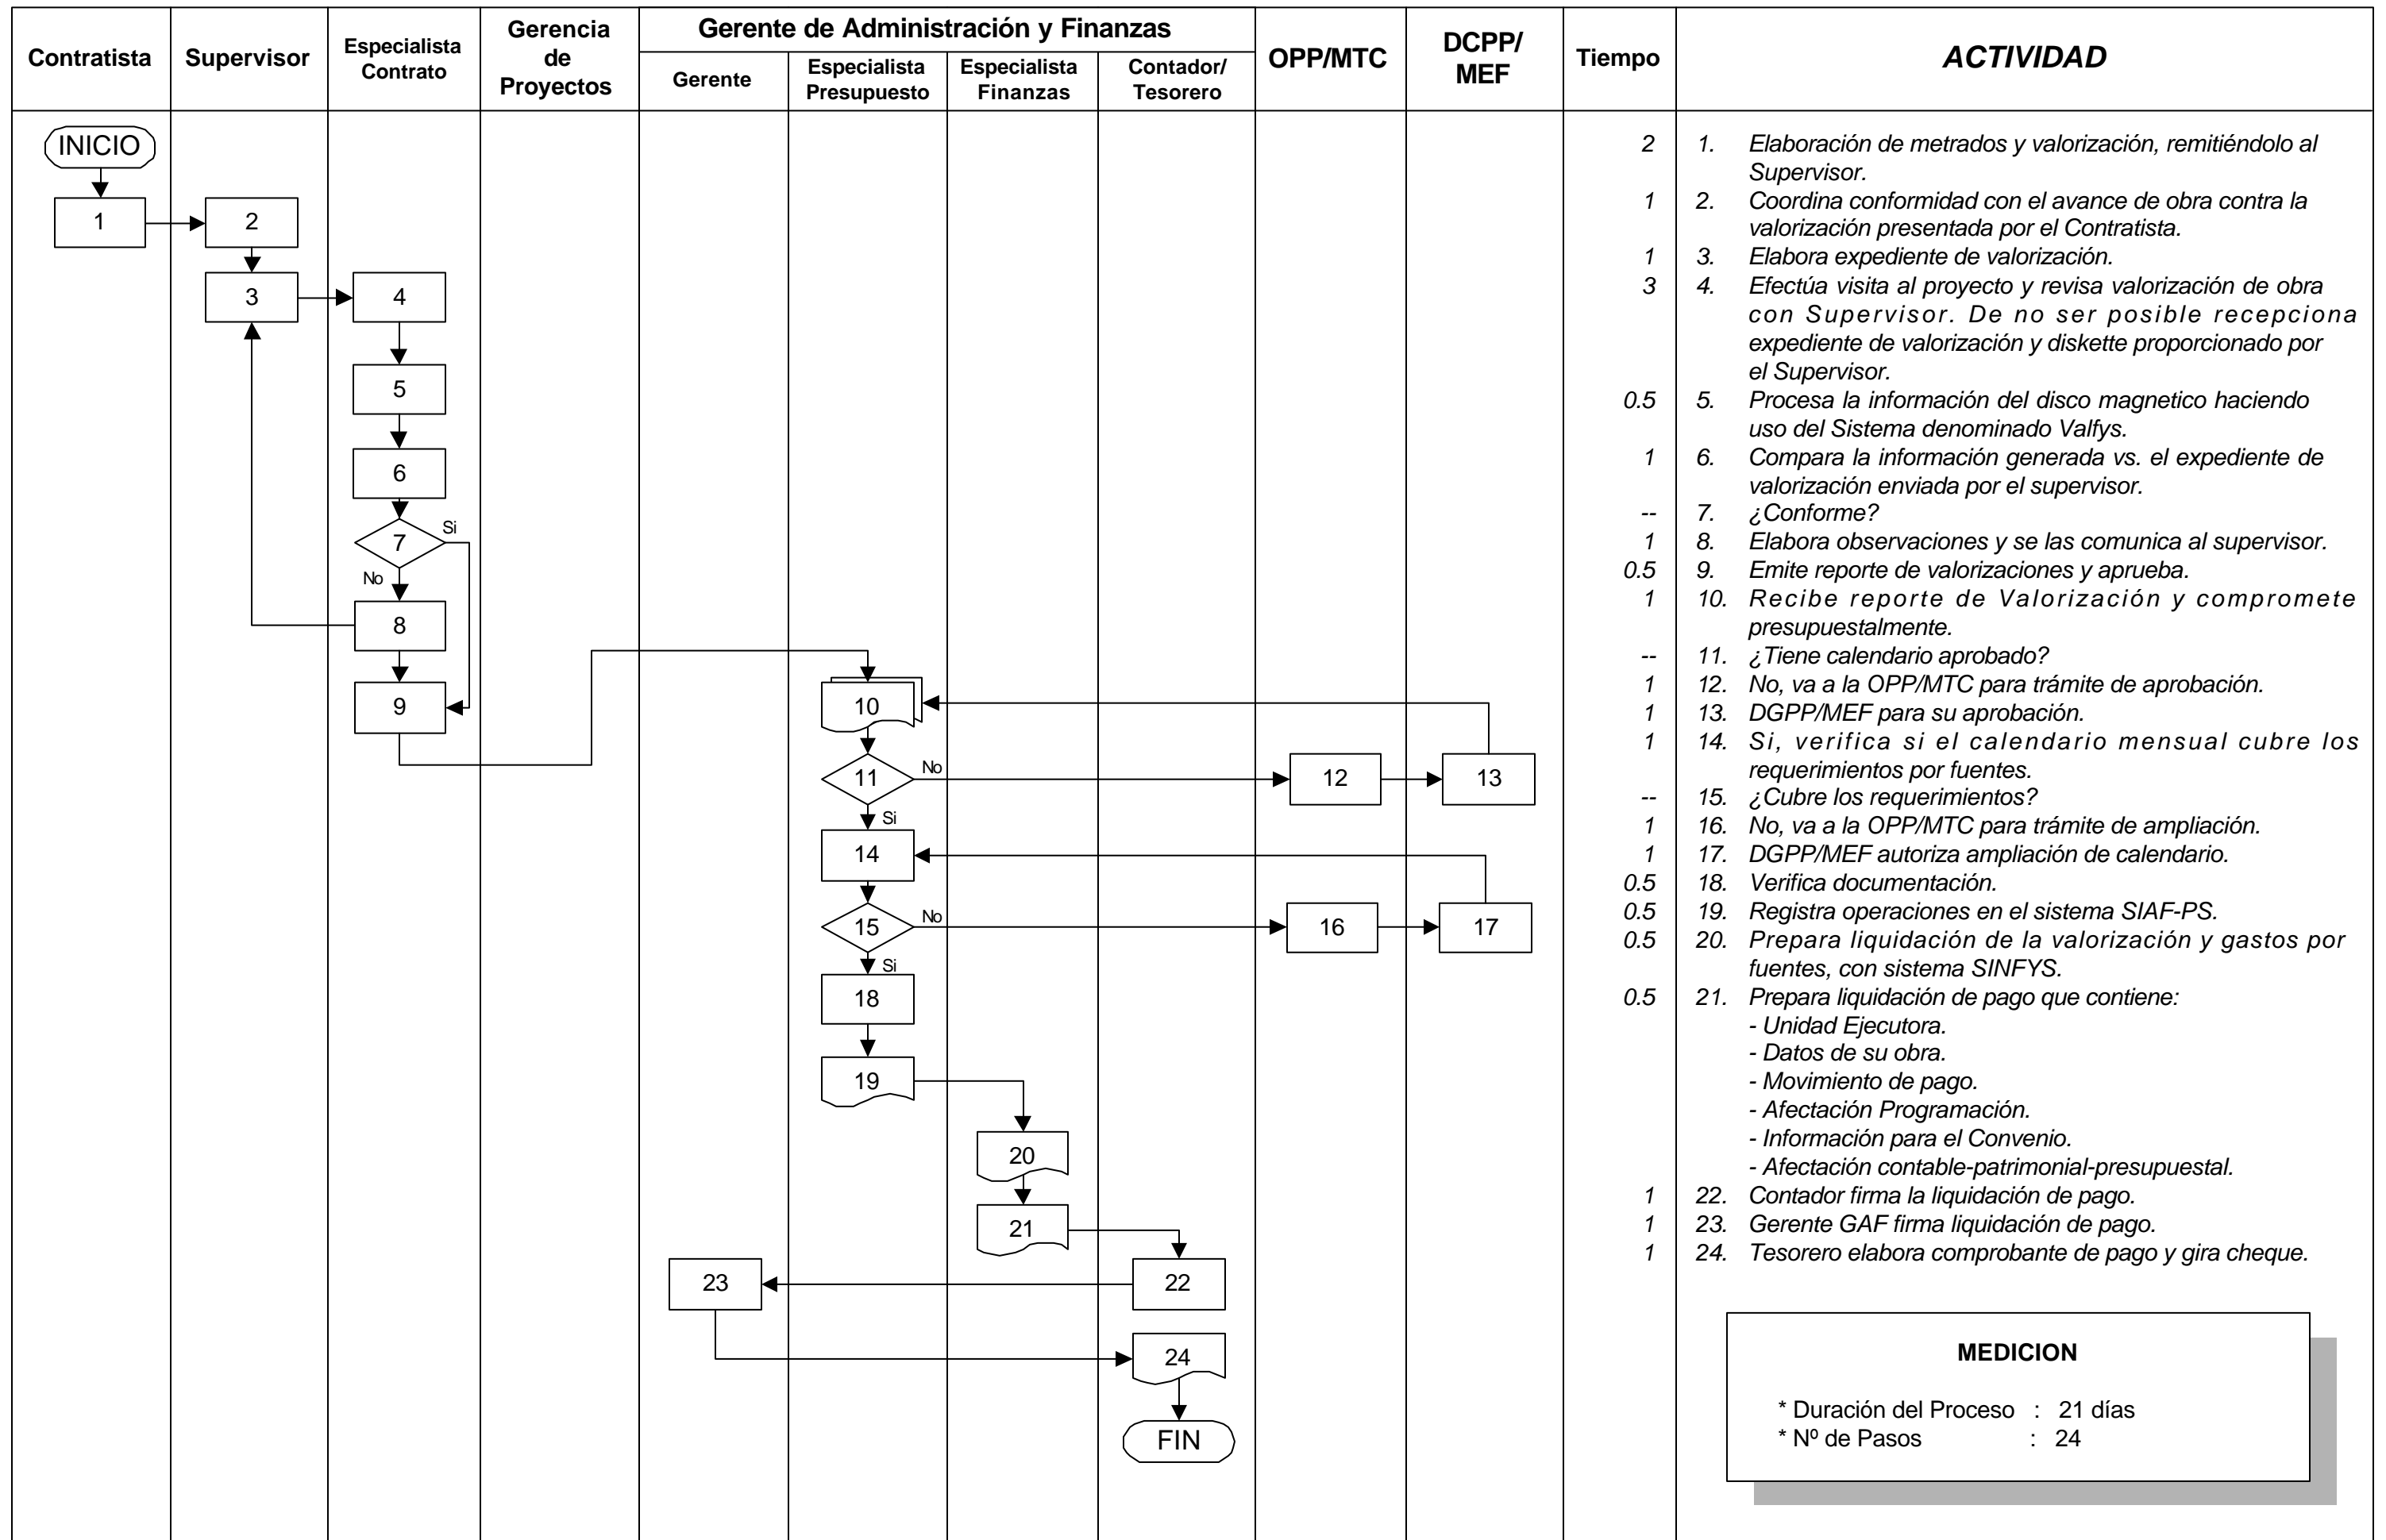 Contratista
Supervisor
Especialista
Contrato
Gerencia
de
Proyectos
Gerente de Administración y Finanzas
Gerente
Especialista
Presupuesto
Especialista
Finanzas
Contador/
Tesorero
OPP/MTC
DCPP/
MEF
Tiempo
ACTIVIDAD
INICIO
1
2
3
4
5
6
7
Si
No
8
9
10
11
No
12
13
Si
14
15
No
16
17
Si
18
19
20
21
22
23
24
FIN
2 1. Elaboración de metrados y valorización, remitiéndolo al
Supervisor.
1 2. Coordina conformidad con el avance de obra contra la
valorización presentada por el Contratista.
1 3. Elabora expediente de valorización.
3 4. Efectúa visita al proyecto y revisa valorización de obra
con Supervisor. De no ser posible recepciona
expediente de valorización y diskette proporcionado por
el Supervisor.
0.5 5. Procesa la información del disco magnetico haciendo
uso del Sistema denominado Valfys.
1 6. Compara la información generada vs. el expediente de
valorización enviada por el supervisor.
-- 7. ¿Conforme?
1 8. Elabora observaciones y se las comunica al supervisor.
0.5 9. Emite reporte de valorizaciones y aprueba.
1 10. Recibe reporte de Valorización y compromete
presupuestalmente.
-- 11. ¿Tiene calendario aprobado?
1 12. No, va a la OPP/MTC para trámite de aprobación.
1 13. DGPP/MEF para su aprobación.
1 14. Si, verifica si el calendario mensual cubre los
requerimientos por fuentes.
-- 15. ¿Cubre los requerimientos?
1 16. No, va a la OPP/MTC para trámite de ampliación.
1 17. DGPP/MEF autoriza ampliación de calendario.
0.5 18. Verifica documentación.
0.5 19. Registra operaciones en el sistema SIAF-PS.
0.5 20. Prepara liquidación de la valorización y gastos por
fuentes, con sistema SINFYS.
0.5 21. Prepara liquidación de pago que contiene:
- Unidad Ejecutora.
- Datos de su obra.
- Movimiento de pago.
- Afectación Programación.
- Información para el Convenio.
- Afectación contable-patrimonial-presupuestal.
1 22. Contador firma la liquidación de pago.
1 23. Gerente GAF firma liquidación de pago.
1 24. Tesorero elabora comprobante de pago y gira cheque.
MEDICION
* Duración del Proceso : 21 días
* Nº de Pasos : 24